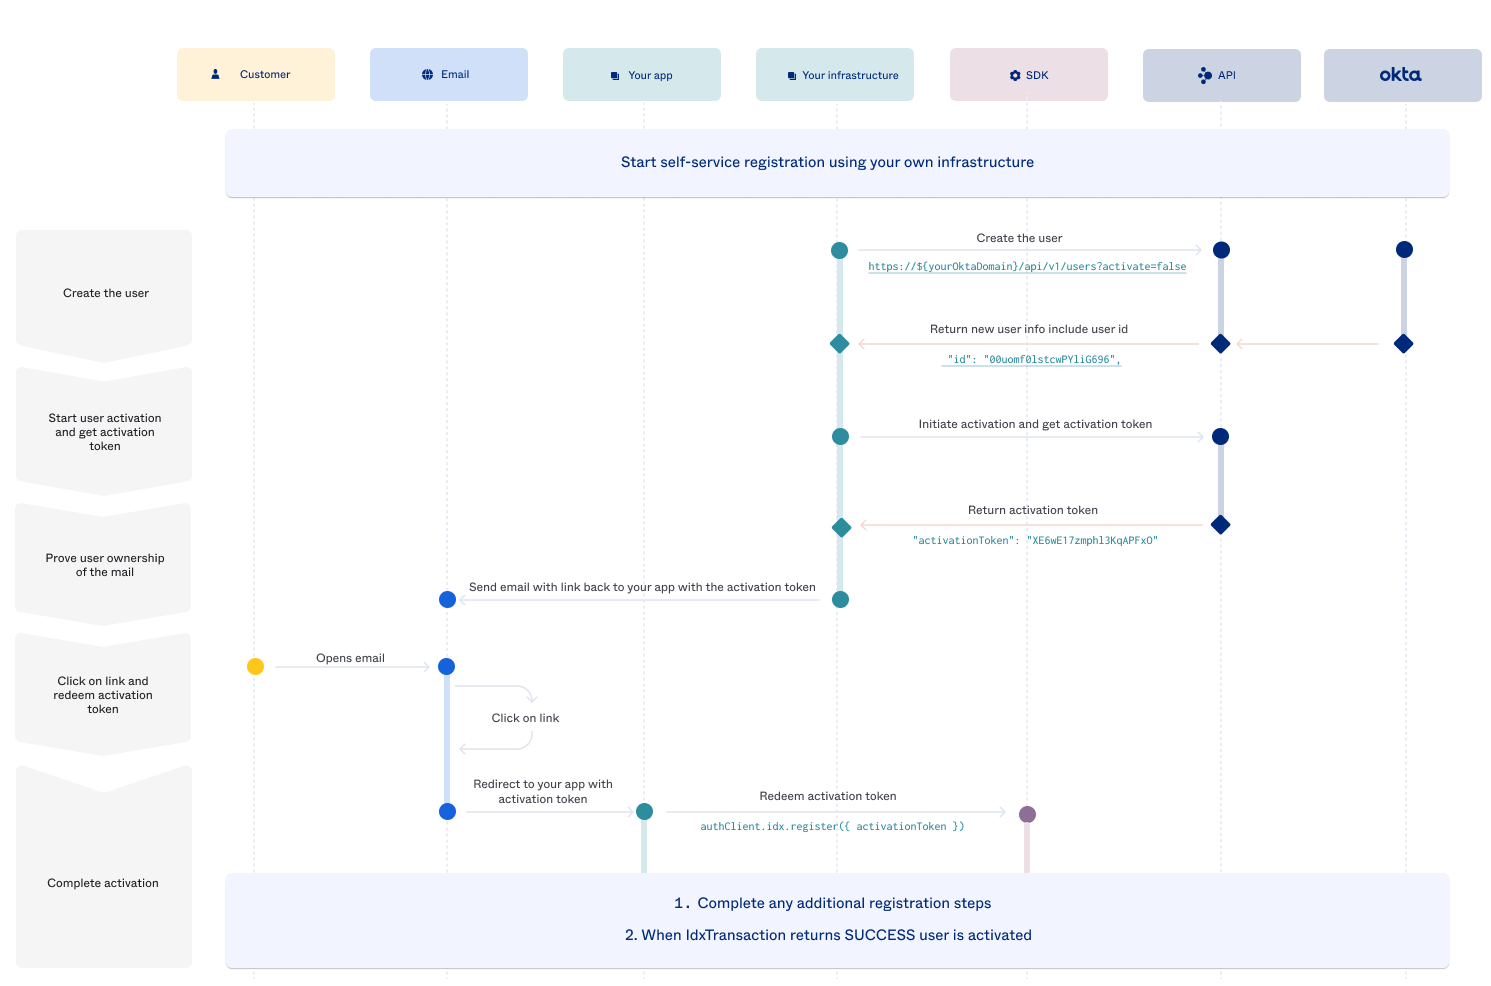 Customer
Email
Your app
Your infrastructure
SDK
API
okta
Start self-service registration using your own infrastructure
Create the user
Create the user
https://${yourOktaDomain}/api/v1/users?activate=false
Return new user info include user id
"id": "00uomf0lstcwPYliG696",
Start user activation
and get activation
token
Initiate activation and get activation token
Return activation token
"activationToken": "XE6wE17zmphl3KqAPFxO"
Prove user ownership
of the mail
Send email with link back to your app with the activation token
Click on link and
redeem activation
token
Opens email
Click on link
Redirect to your app with
activation token
Redeem activation token
authClient.idx.register({ activationToken })
Complete activation
1. Complete any additional registration steps
2. When IdxTransaction returns SUCCESS user is activated